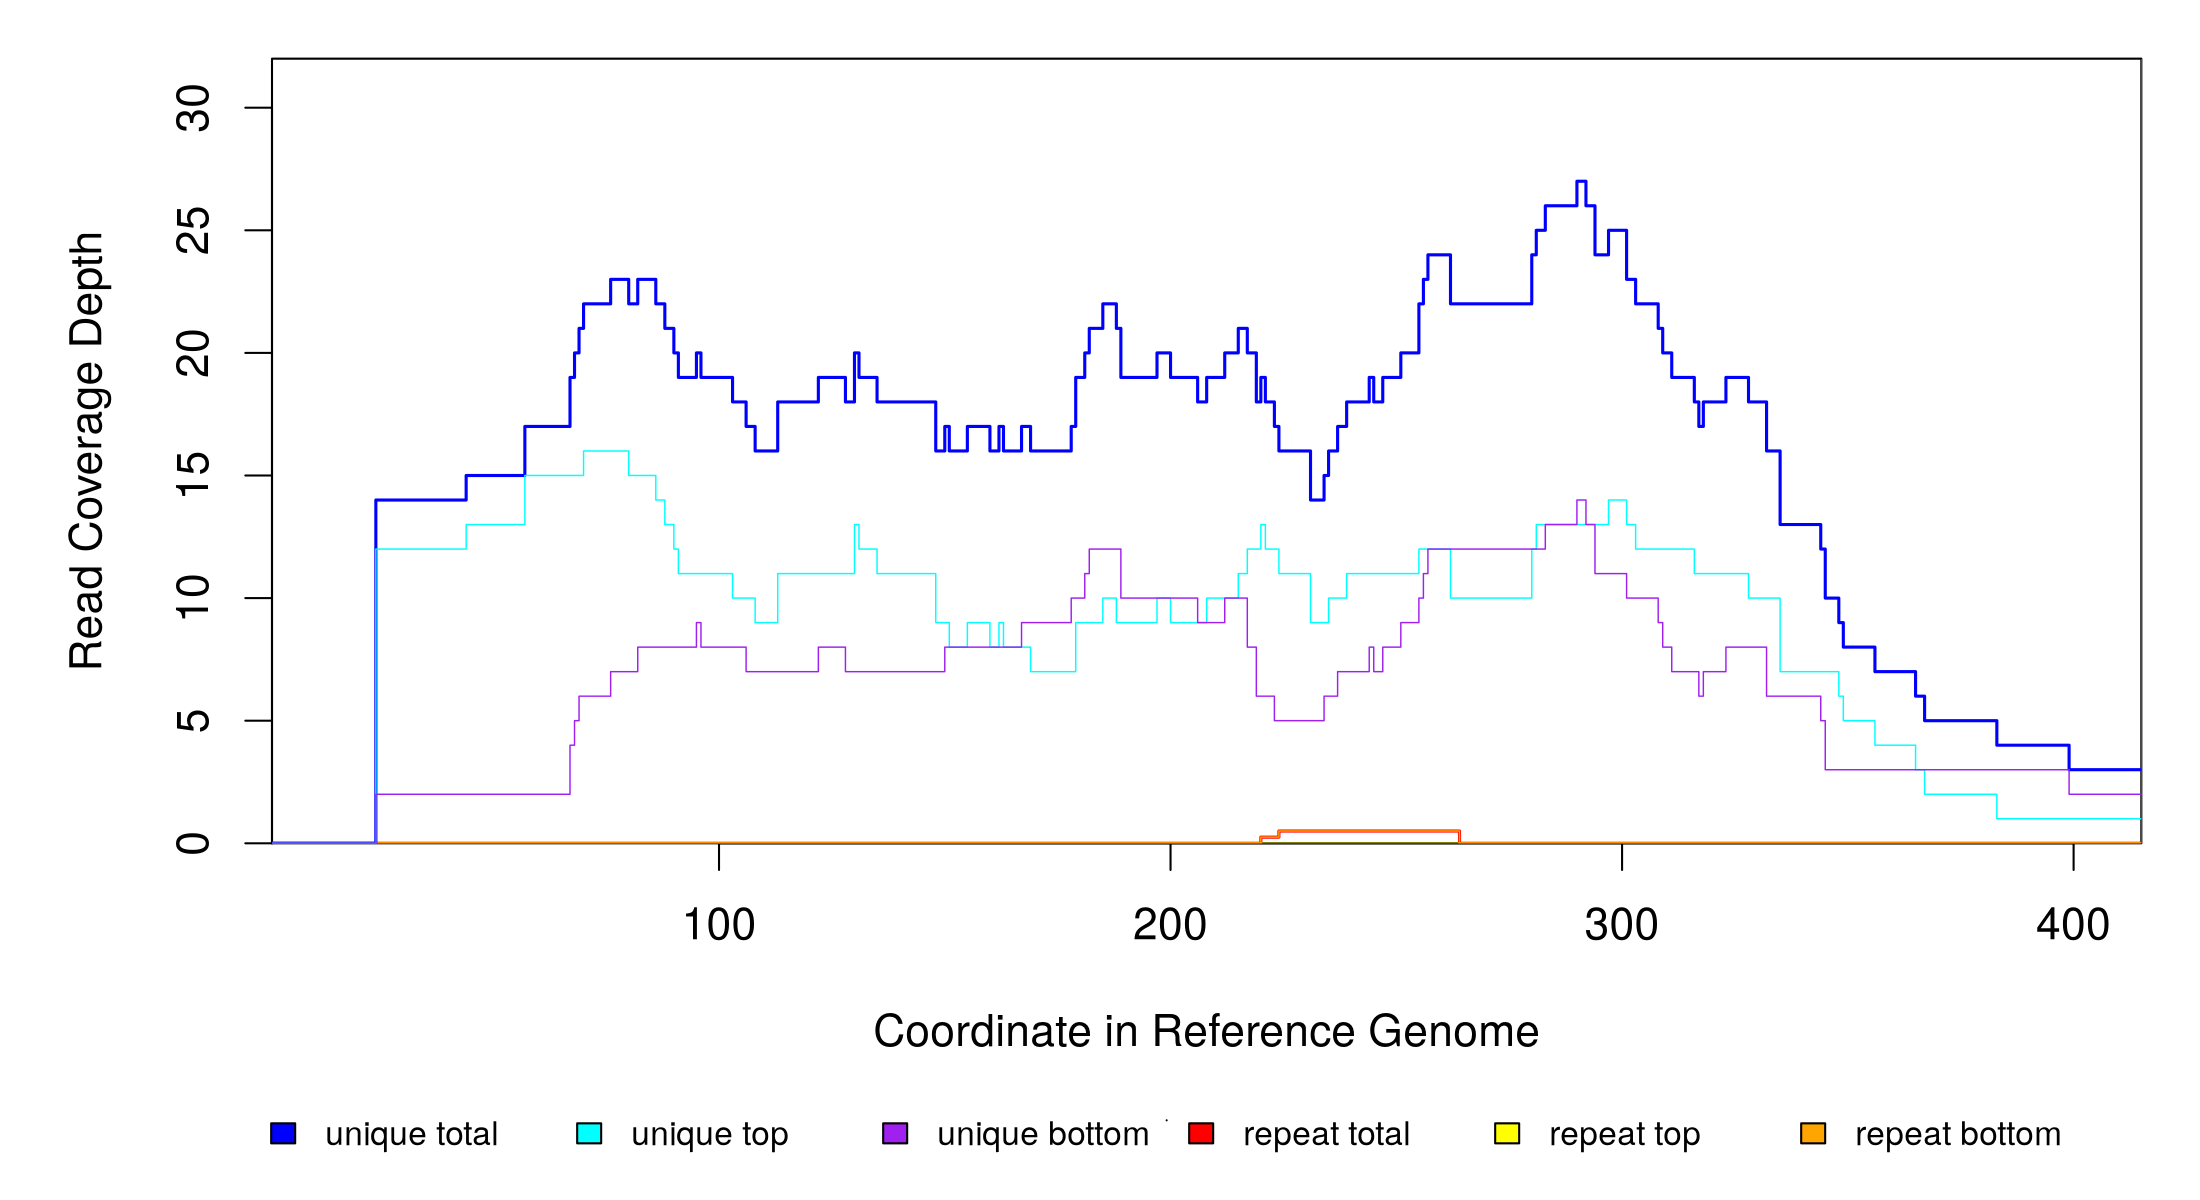 Read Coverage Depth
30
25
20
15
10
5
0
100 200 300 400
Coordinate in Reference Genome
unique total unique top unique bottom repeat total repeat top repeat bottom